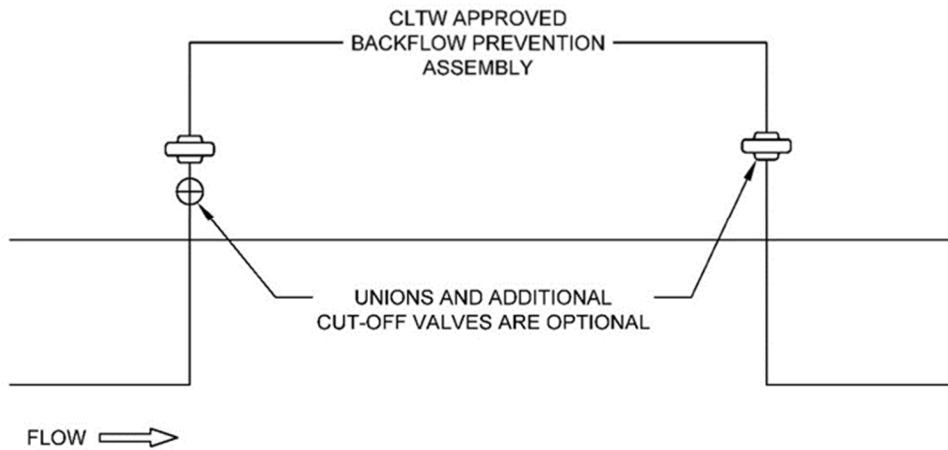 CLTW APPROVED
BACKFLOW PREVENTION
ASSEMBLY
UNIONS AND ADDITIONAL
CUT-OFF VALVES ARE OPTIONAL
FLOW